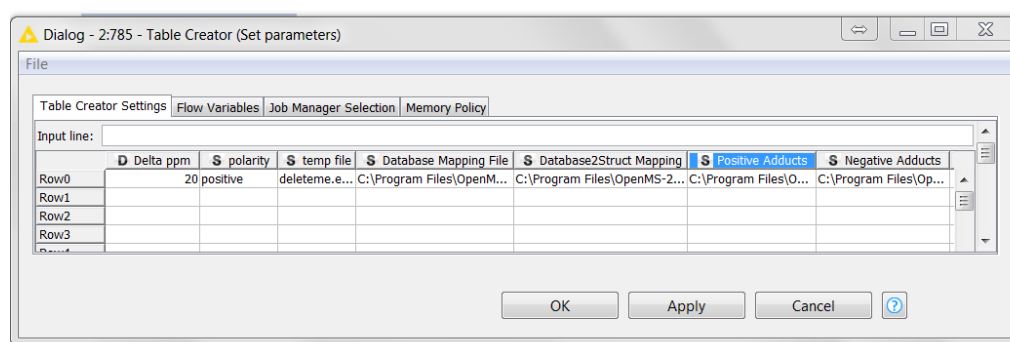 Dialog - 2:785 - Table Creator (Set parameters)
File
Table Creator Settings Flow Variables Job Manager Selection Memory Policy
Input line:
D Delta ppm S polarity S temp file S Database Mapping File S Database2Struct Mapping S Positive Adducts S Negative Adducts
Row0 20 positive deleteme.e... C:\Program Files\OpenM... C:\Program Files\OpenMS-2... C:\Program Files\O... C:\Program Files\Op...
Row1
Row2
Row3
OK Apply Cancel ?